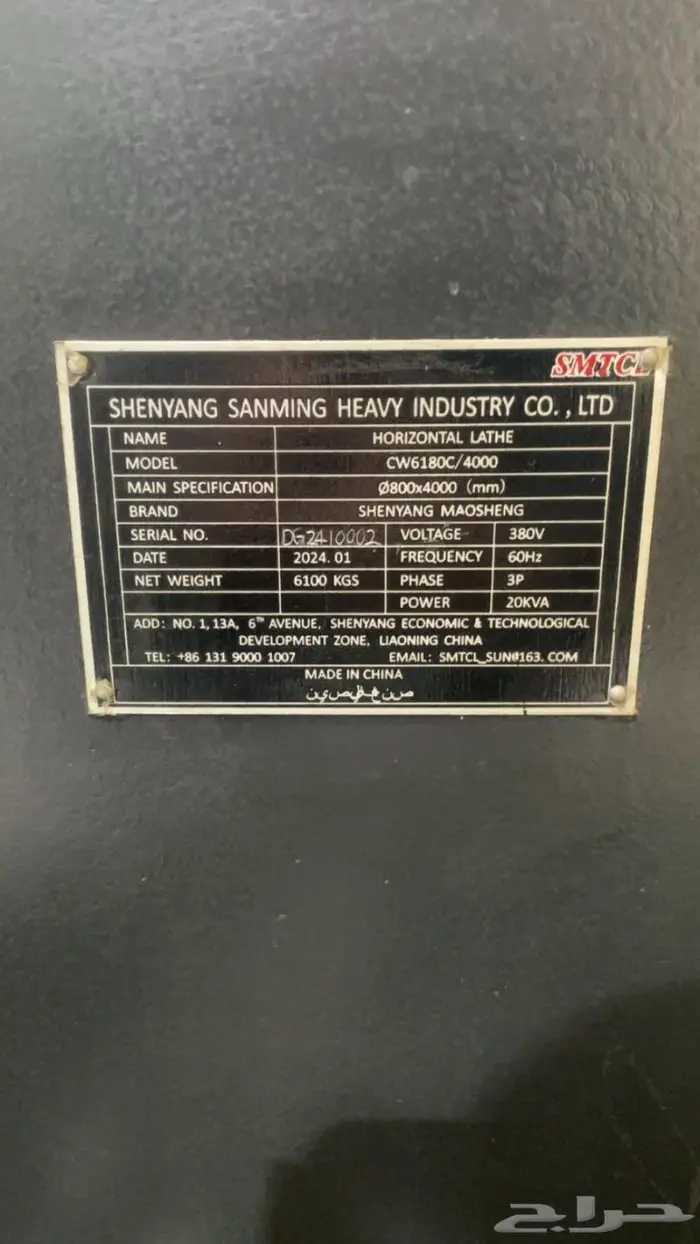 SMTCL
SHENYANG SANMING HEAVY INDUSTRY CO., LTD
NAME HORIZONTAL LATHE
MODEL CW6180C/4000
MAIN SPECIFICATION Ø800x4000 (mm)
BRAND SHENYANG MAOSHENG
SERIAL NO. DG2410002 VOLTAGE 380V
DATE 2024.01 FREQUENCY 60Hz
NET WEIGHT 6100 KGS PHASE 3P
POWER 20KVA
ADD: NO. 1, 13A, 6TH AVENUE, SHENYANG ECONOMIC & TECHNOLOGICAL
DEVELOPMENT ZONE, LIAONING CHINA
TEL: +86 131 9000 1007 EMAIL: SMTCL_SUN@163.COM
MADE IN CHINA
حراج